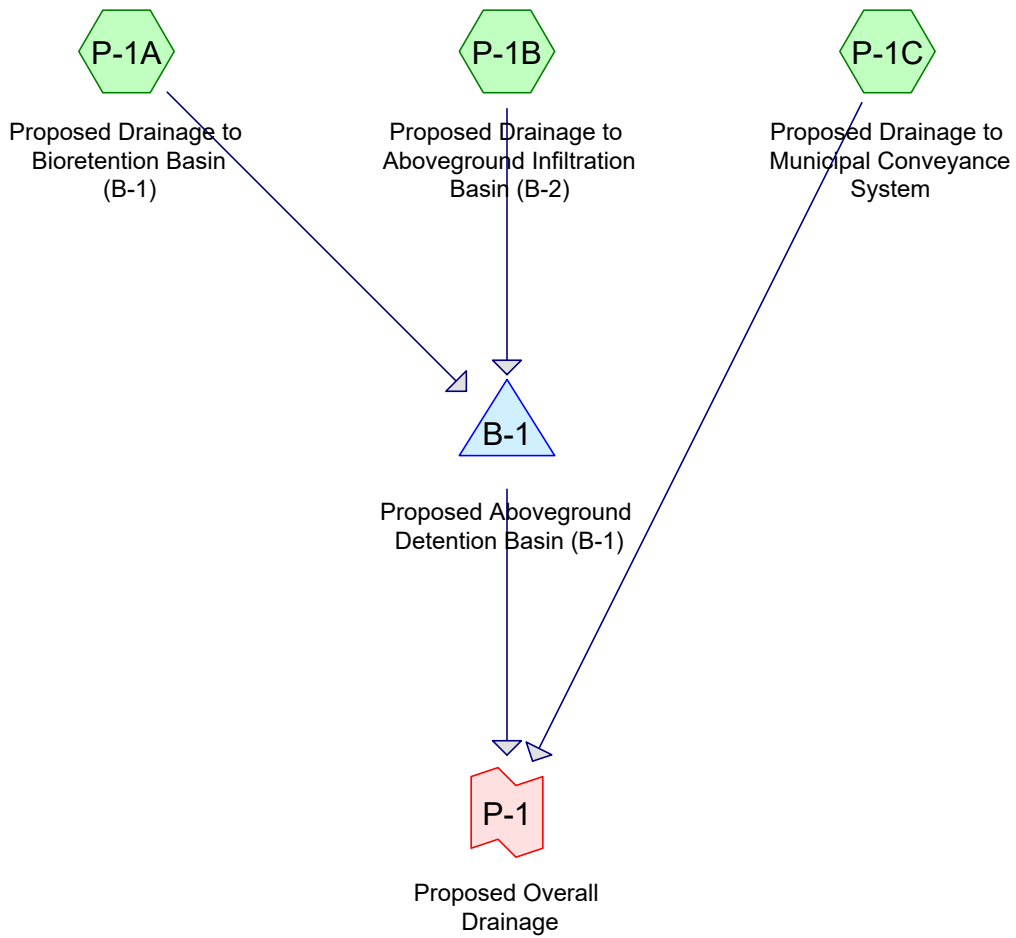 P-1A
P-1B
P-1C
Proposed Drainage to
Bioretention Basin
(B-1)
Proposed Drainage to
Aboveground Infiltration
Basin (B-2)
Proposed Drainage to
Municipal Conveyance
System
B-1
Proposed Aboveground
Detention Basin (B-1)
P-1
Proposed Overall
Drainage